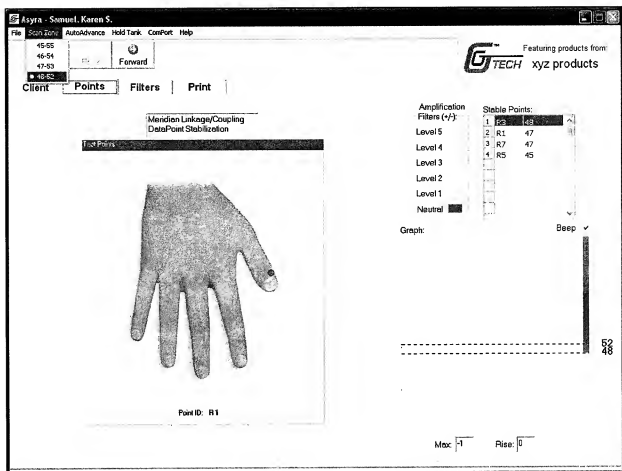 Asyra - Samuel, Karen S.
File Scan Zone AutoAdvance Hold Tank ComPort Help
45-55
46-54
47-53
48-52
Forward
Client Points Filters Print
GTECH
TM
Featuring products from:
xyz products
Meridian Linkage/Coupling
DataPoint Stabilization
Test Points
Point ID: R1
Amplification
Filters (+/-):
Level 5
Level 4
Level 3
Level 2
Level 1
Neutral
Stable Points:
1 R3 49
2 R1 47
3 R7 47
4 R5 45
Graph:
Beep
52
48
Max: -1 Rise: 0